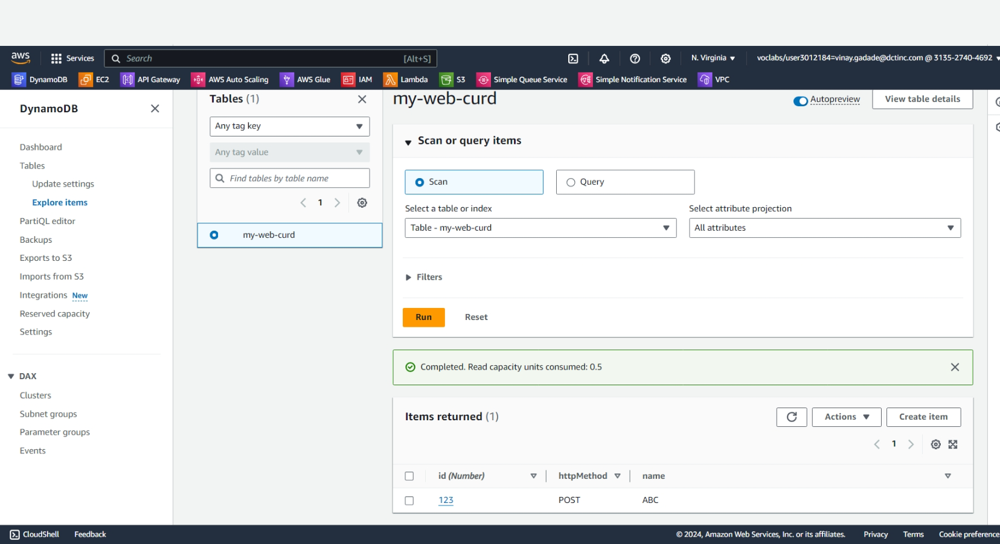 aws
Services
Search
[Alt+S]
N. Virginia
voclabs/user3012184=vinay.gadade@dctinc.com @ 3135-2740-4692
DynamoDB
EC2
API Gateway
AWS Auto Scaling
AWS Glue
IAM
Lambda
S3
Simple Queue Service
Simple Notification Service
VPC
DynamoDB
Dashboard
Tables
Update settings
Explore items
PartiQL editor
Backups
Exports to S3
Imports from S3
Integrations New
Reserved capacity
Settings
DAX
Clusters
Subnet groups
Parameter groups
Events
Tables (1)
Any tag key
Any tag value
Find tables by table name
1
my-web-curd
my-web-curd
Autopreview
View table details
Scan or query items
Scan
Query
Select a table or index
Table - my-web-curd
Select attribute projection
All attributes
Filters
Run
Reset
Completed. Read capacity units consumed: 0.5
Items returned (1)
Actions
Create item
1
id (Number)
httpMethod
name
123
POST
ABC
CloudShell
Feedback
© 2024, Amazon Web Services, Inc. or its affiliates.
Privacy
Terms
Cookie preference